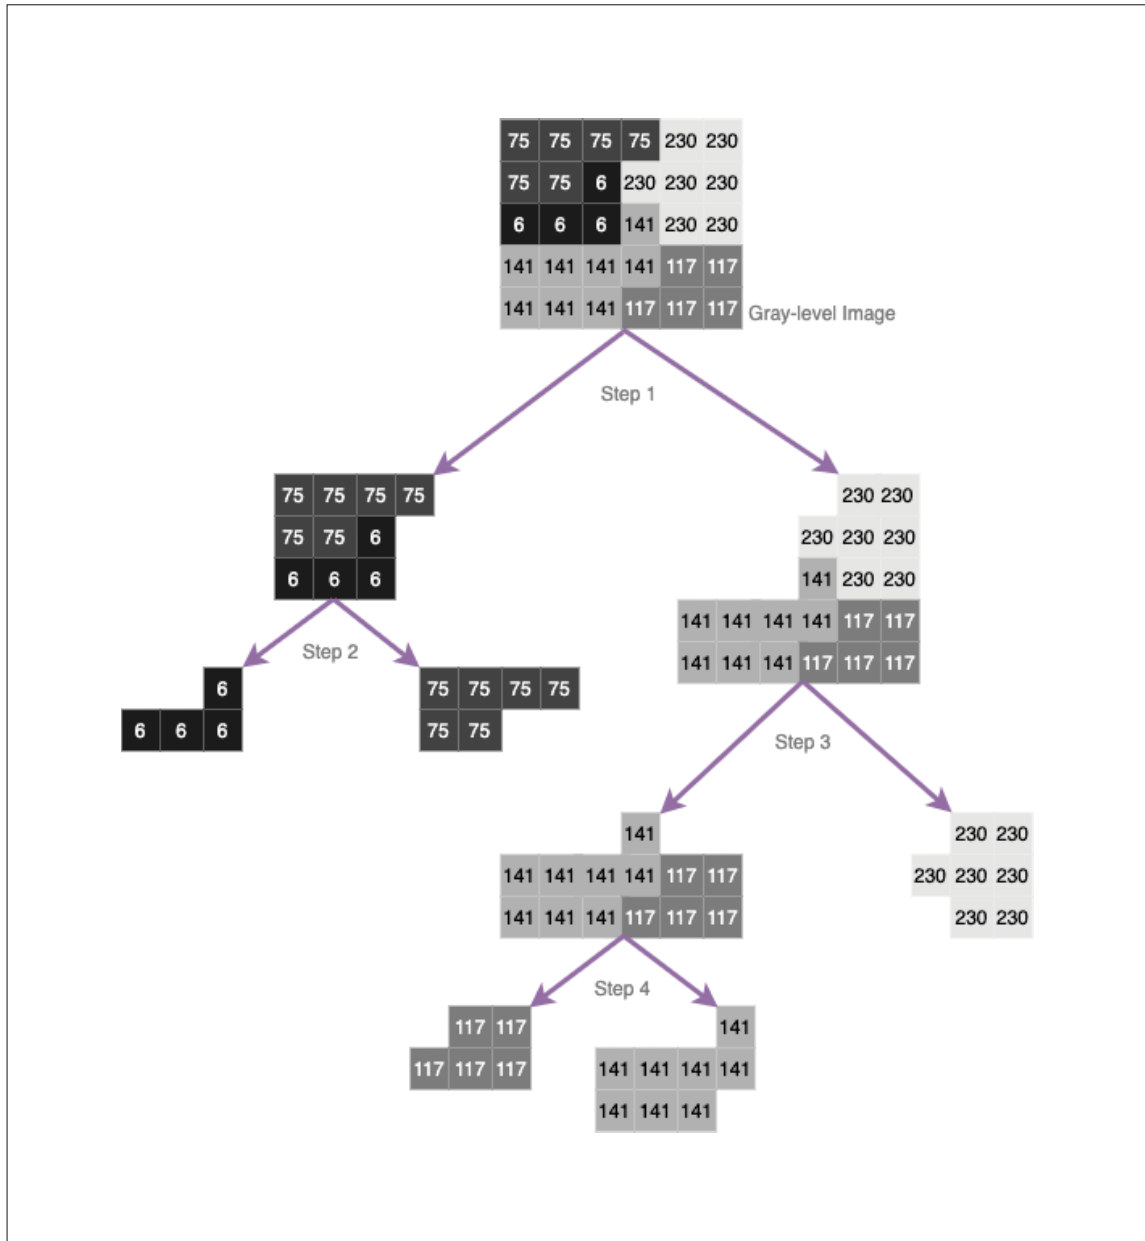 75 75 75 75 230 230
75 75 6 230 230 230
6 6 6 141 230 230
141 141 141 141 117 117
141 141 141 117 117 117
Gray-level Image
Step 1
75 75 75 75
75 75 6
6 6 6
230 230
230 230 230
141 230 230
141 141 141 141 117 117
141 141 141 117 117 117
Step 2
6
6 6 6
75 75 75 75
75 75
Step 3
141
141 141 141 141 117 117
141 141 141 117 117 117
230 230
230 230 230
230 230
Step 4
117 117
117 117 117
141
141 141 141 141
141 141 141